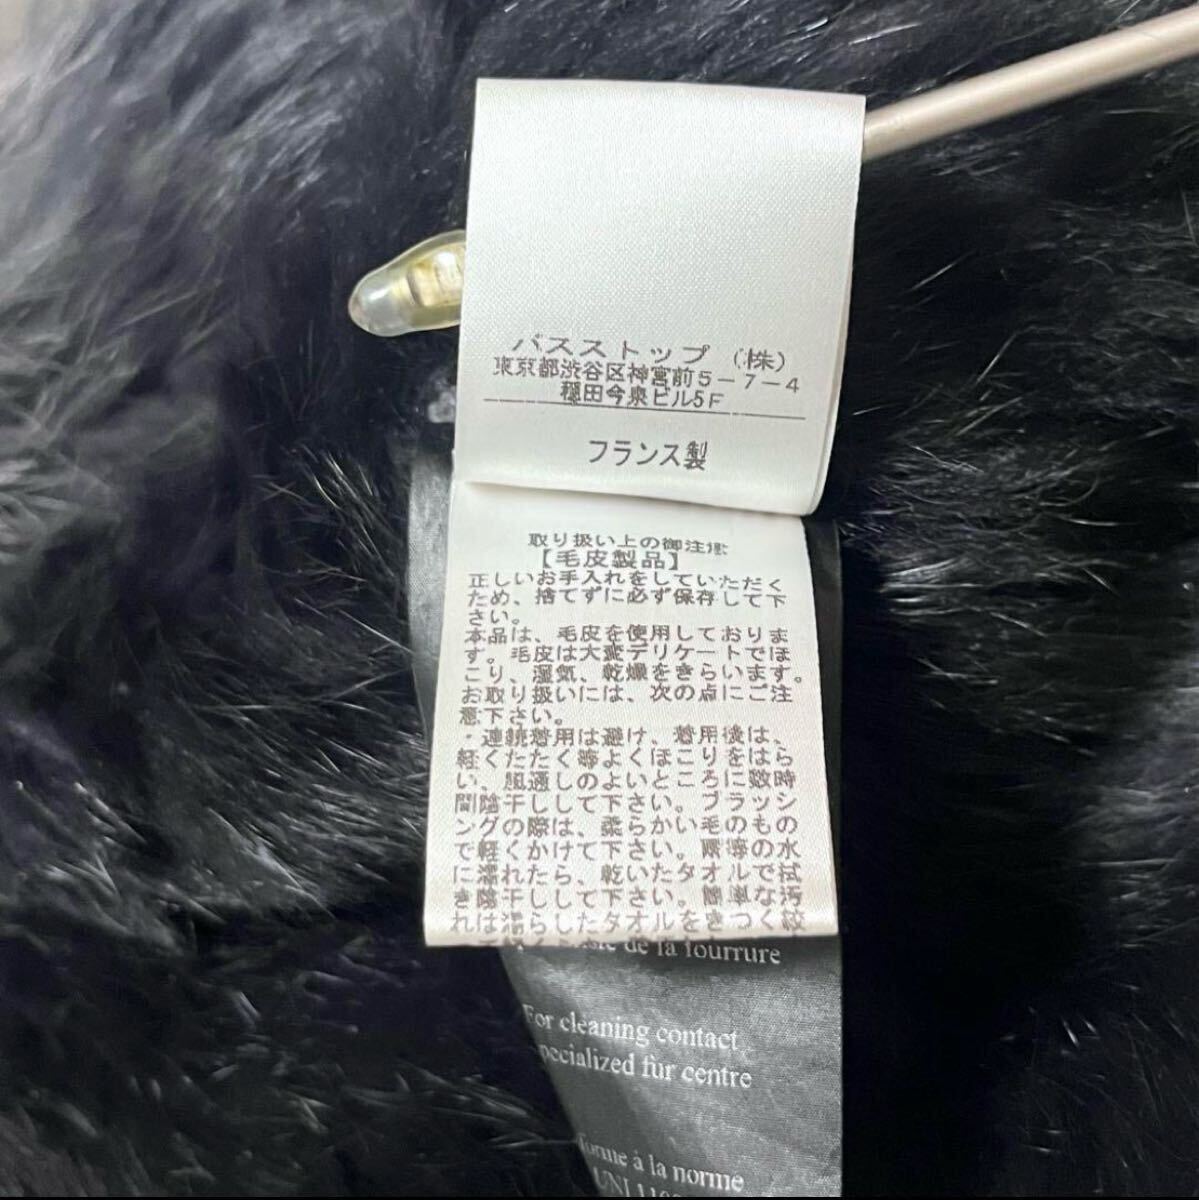 バスストップ (株)
東京都渋谷区神宮前5-7-4
穏田今泉ビル5F
フランス製
取り扱い上の御注意
【毛皮製品】
正しいお手入れをしていただく
ため、捨てずに必ず保存して下
さい。
本品は、毛皮を使用しておりま
す。毛皮は大変デリケートでほ
こり、湿気、乾燥をきらいます。
お取り扱いには、次の点にご注
意下さい。
・連続着用は避け、着用後は、
軽くたたく等よくほこりをはら
い、風通しのよいところに数時
間陰干しして下さい。ブラッシ
ングの際は、柔らかい毛のもの
で軽くかけて下さい。雨等の水
に濡れたら、乾いたタオルで拭
き陰干しして下さい。簡単な汚
れは濡らしたタオルをきつく絞
de la fourrure
For cleaning contact
specialized fur centre
à la norme